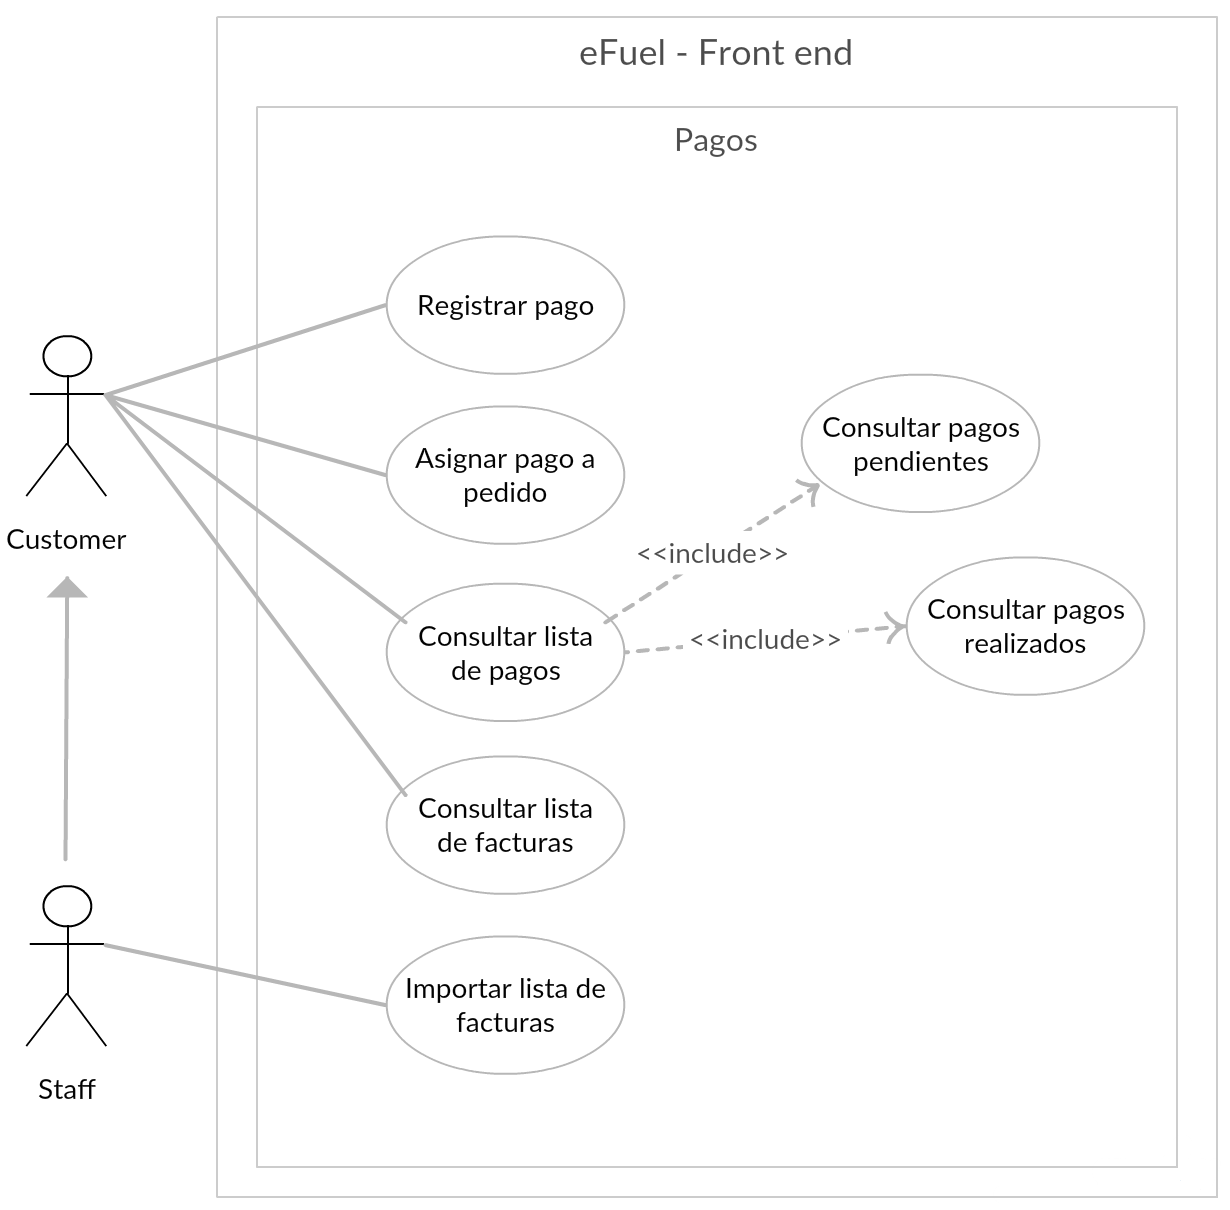 eFuel - Front end
Pagos
Registrar pago
Asignar pago a
pedido
Consultar pagos
pendientes
Customer
<<include>>
Consultar lista
de pagos
<<include>>
Consultar pagos
realizados
Consultar lista
de facturas
Importar lista de
facturas
Staff